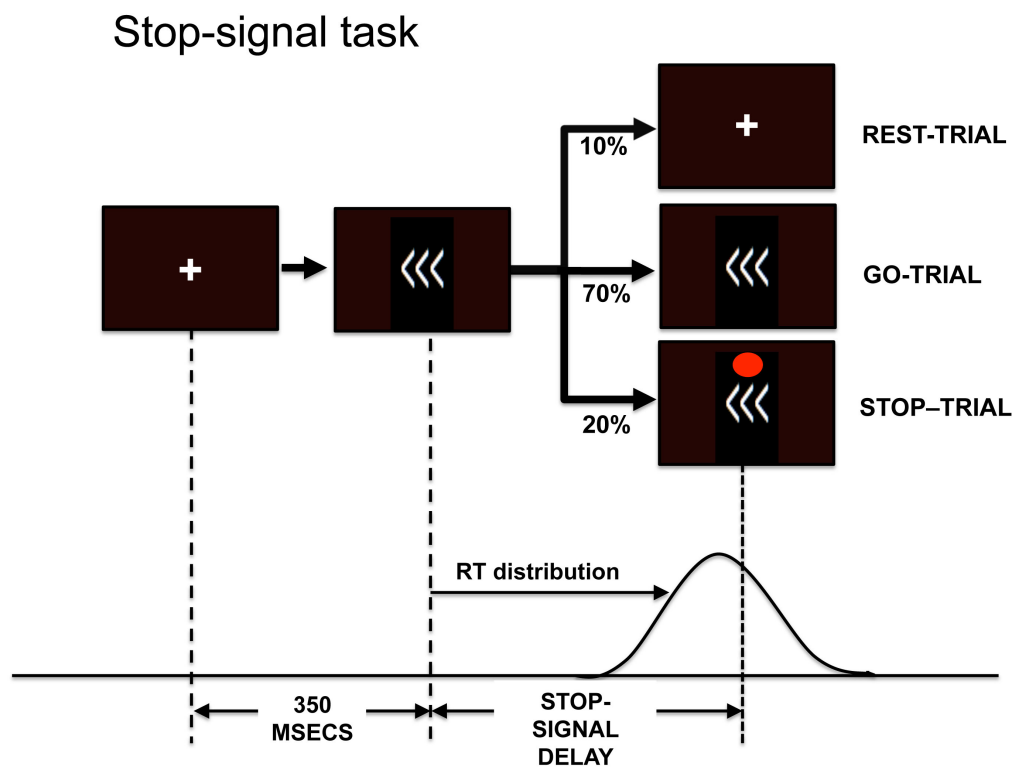 Stop-signal task
10%
REST-TRIAL
70%
GO-TRIAL
20%
STOP–TRIAL
RT distribution
350
MSECS
STOP-
SIGNAL
DELAY